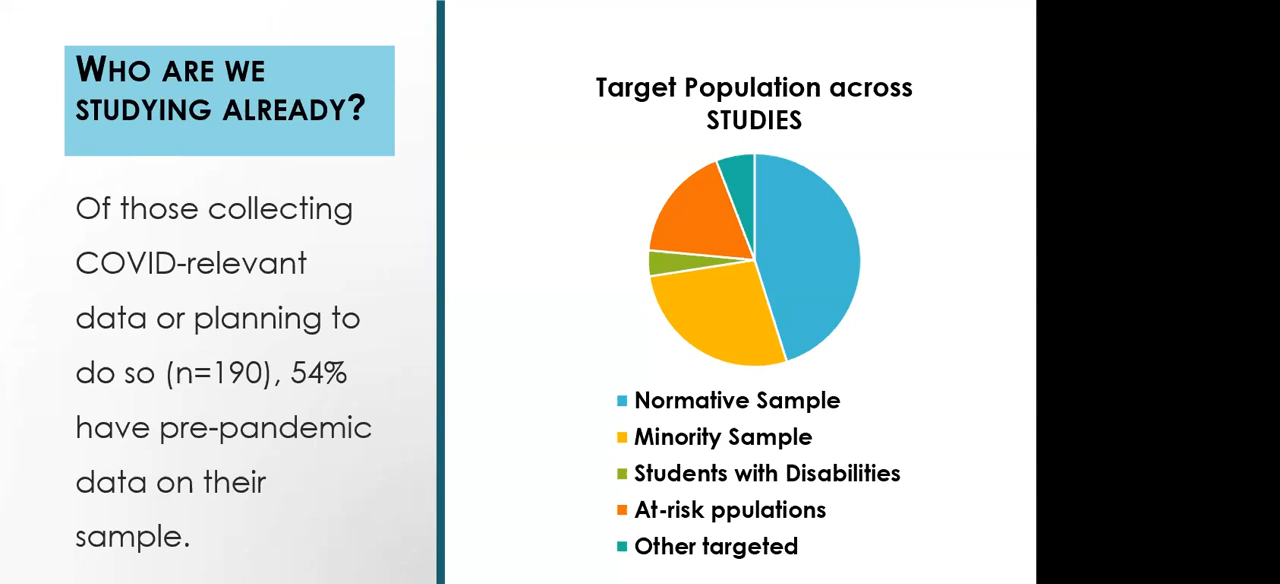 WHO ARE WE
STUDYING ALREADY?
Of those collecting
COVID-relevant
data or planning to
do so (n=190), 54%
have pre-pandemic
data on their
sample.
Target Population across
STUDIES
Normative Sample
Minority Sample
Students with Disabilities
At-risk ppulations
Other targeted